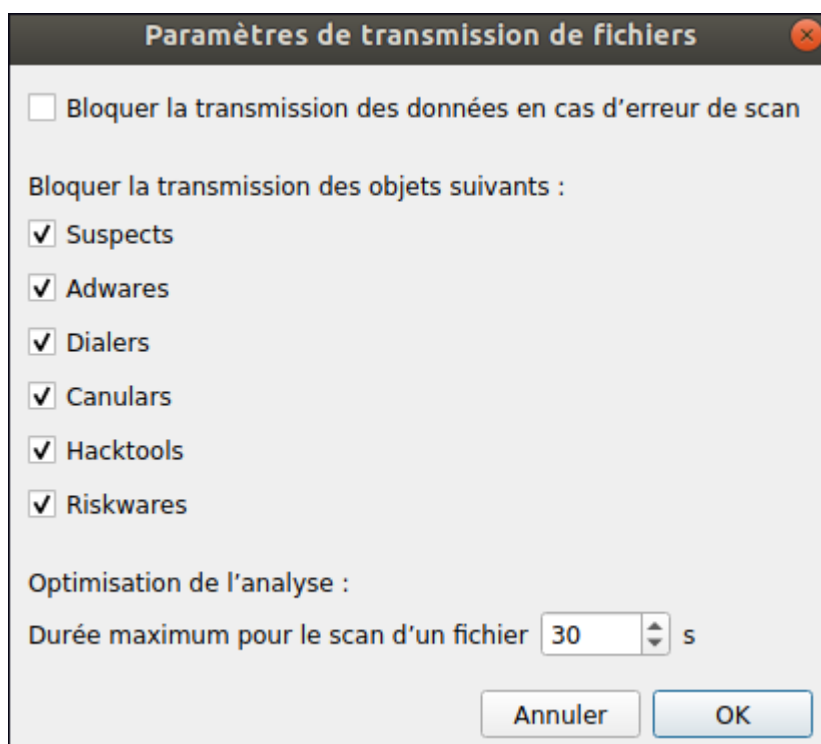 Paramètres de transmission de fichiers
Bloquer la transmission des données en cas d’erreur de scan
Bloquer la transmission des objets suivants :
Suspects
Adwares
Dialers
Canulars
Hacktools
Riskwares
Optimisation de l’analyse :
Durée maximum pour le scan d’un fichier 30 s
Annuler OK